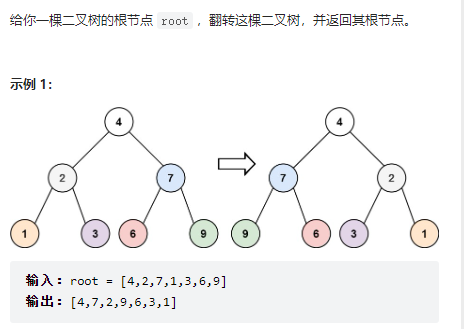 给你一棵二叉树的根节点 root ，翻转这棵二叉树，并返回其根节点。
示例 1：
4 4
2 7 7 2
1 3 6 9 9 6 3 1
输入：root = [4,2,7,1,3,6,9]
输出：[4,7,2,9,6,3,1]